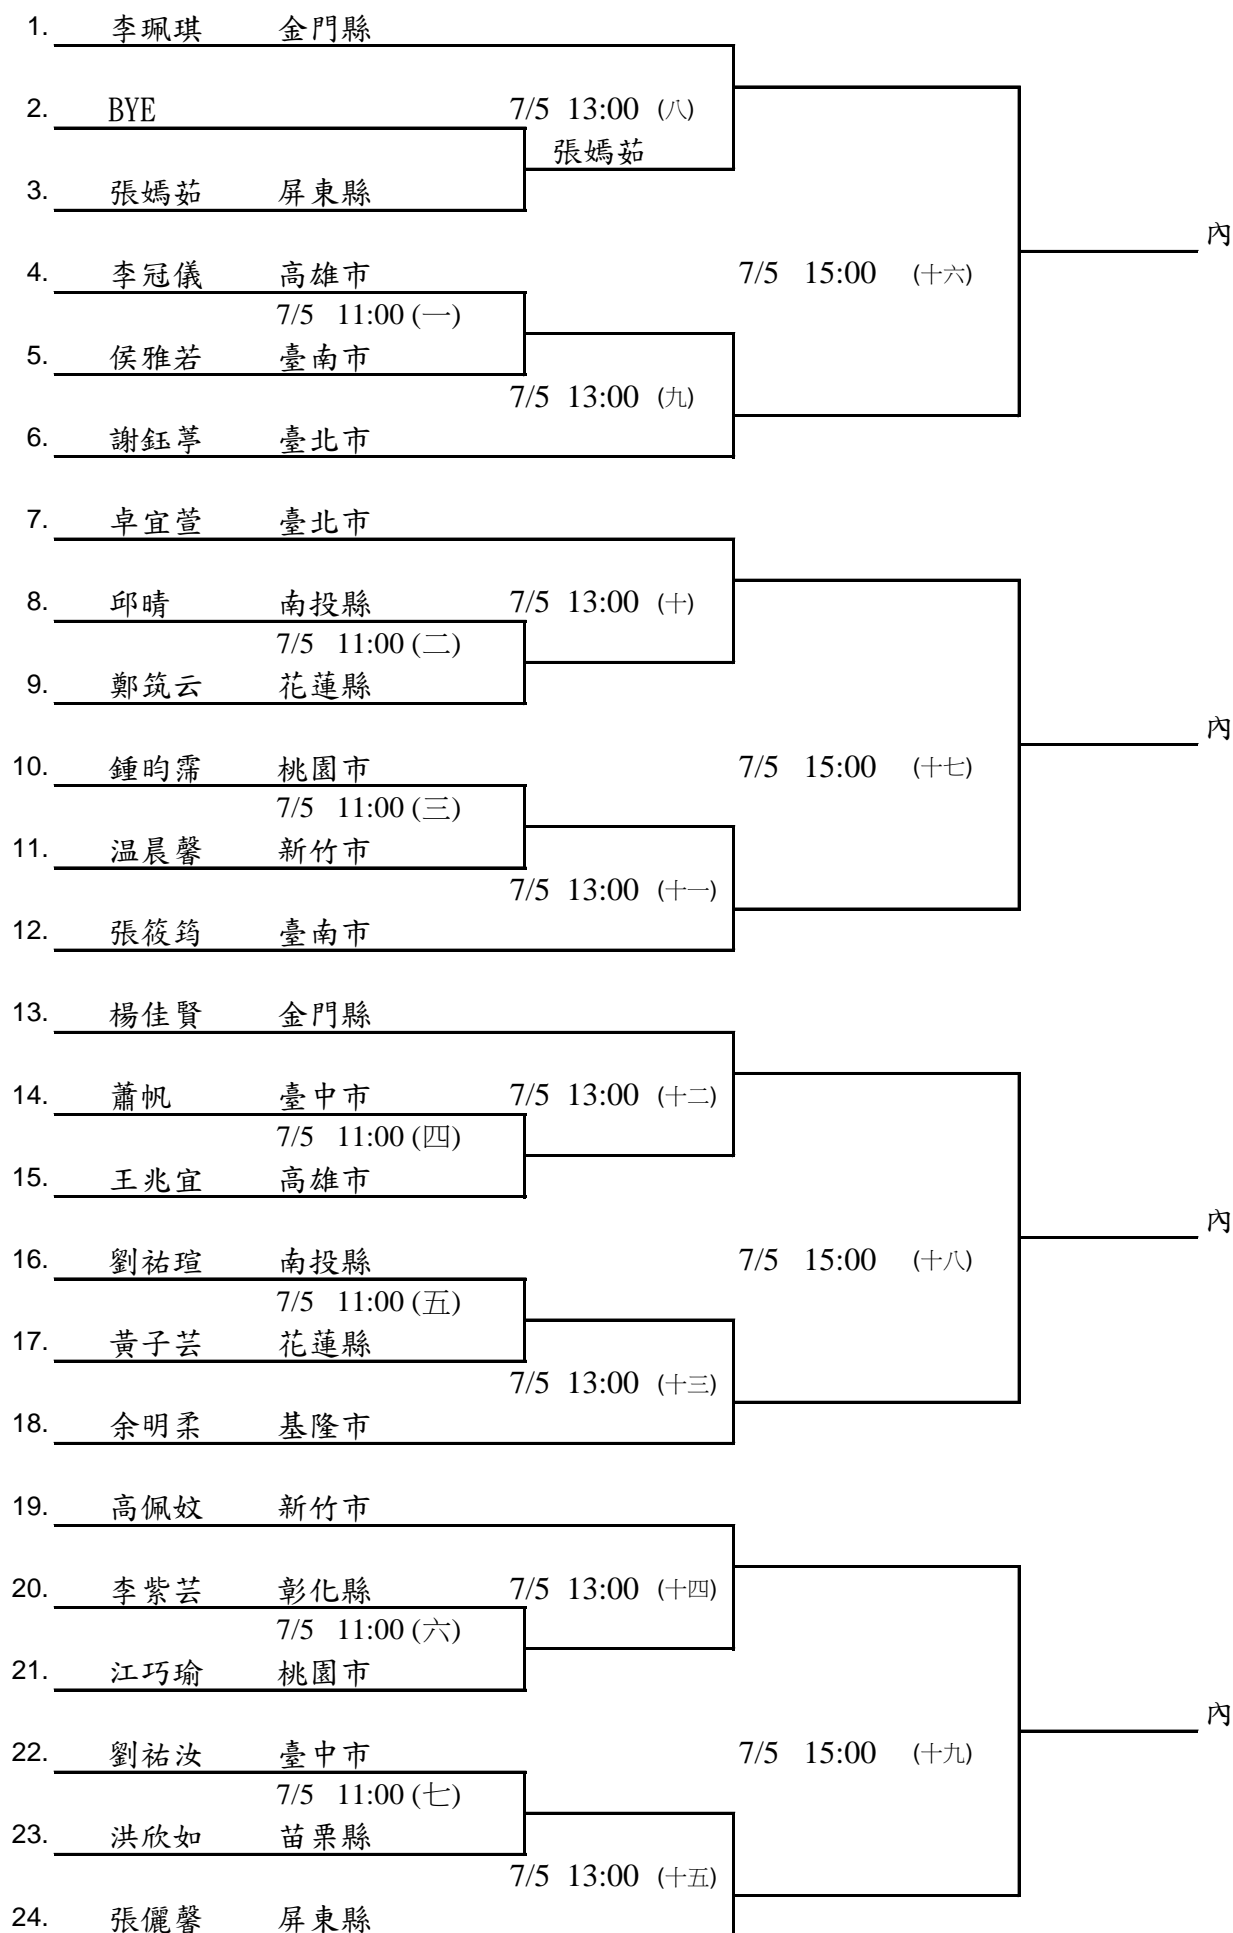 1. 李珮琪 金門縣
2. BYE 7/5 13:00 (八)
張嫣茹
3. 張嫣茹 屏東縣
內
4. 李冠儀 高雄市 7/5 15:00 (十六)
7/5 11:00 (一)
5. 侯雅若 臺南市
7/5 13:00 (九)
6. 謝鈺葶 臺北市
7. 卓宜萱 臺北市
8. 邱晴 南投縣 7/5 13:00 (十)
7/5 11:00 (二)
9. 鄭筑云 花蓮縣
內
10. 鍾昀霈 桃園市 7/5 15:00 (十七)
7/5 11:00 (三)
11. 温晨馨 新竹市
7/5 13:00 (十一)
12. 張筱筠 臺南市
13. 楊佳賢 金門縣
14. 蕭帆 臺中市 7/5 13:00 (十二)
7/5 11:00 (四)
15. 王兆宜 高雄市
內
16. 劉祐瑄 南投縣 7/5 15:00 (十八)
7/5 11:00 (五)
17. 黃子芸 花蓮縣
7/5 13:00 (十三)
18. 余明柔 基隆市
19. 高佩妏 新竹市
20. 李紫芸 彰化縣 7/5 13:00 (十四)
7/5 11:00 (六)
21. 江巧瑜 桃園市
內
22. 劉祐汝 臺中市 7/5 15:00 (十九)
7/5 11:00 (七)
23. 洪欣如 苗栗縣
7/5 13:00 (十五)
24. 張儷馨 屏東縣